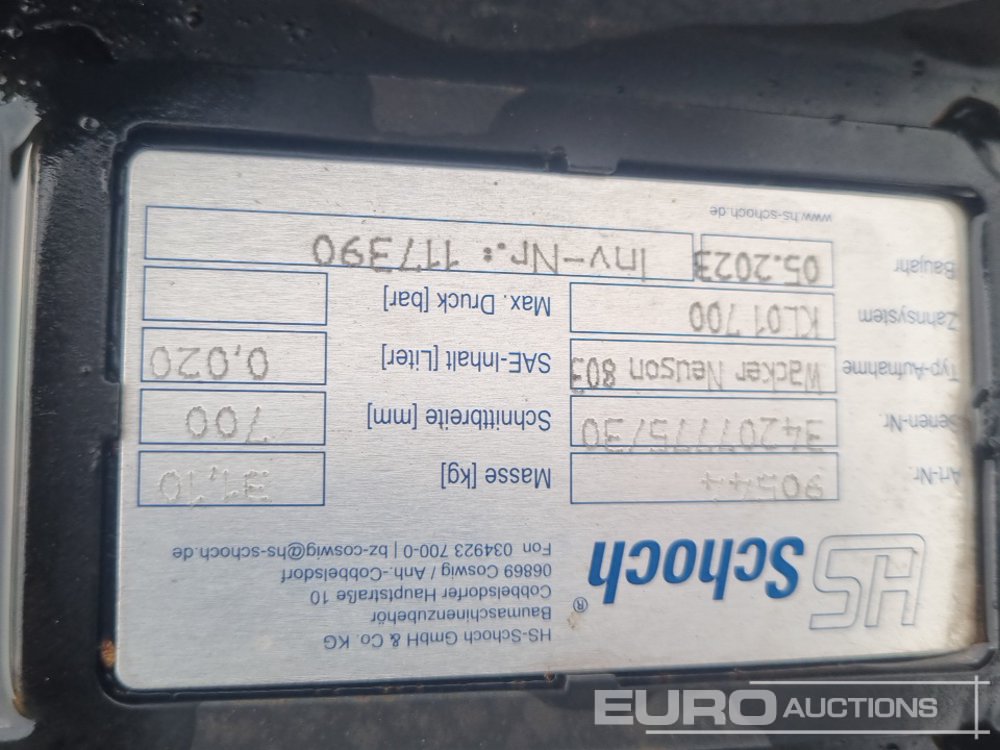 HS Schoch®
HS-Schoch GmbH & Co. KG
Baumaschinenzubehör
Cobbelsdorfer Hauptstraße 10
06869 Coswig / Anh.-Cobbelsdorf
Fon 034923 700-0 | bz-coswig@hs-schoch.de
Art-Nr. 90544 Masse [kg] 31,10
Serien-Nr. 34207775/30 Schnittbreite [mm] 700
Typ-Aufnahme Wacker Neuson 803 SAE-Inhalt [Liter] 0,020
Zahnsystem KL01700 Max. Druck [bar]
Baujahr 05.2023 Inv-Nr.: 117390
www.hs-schoch.de
EURO AUCTIONS